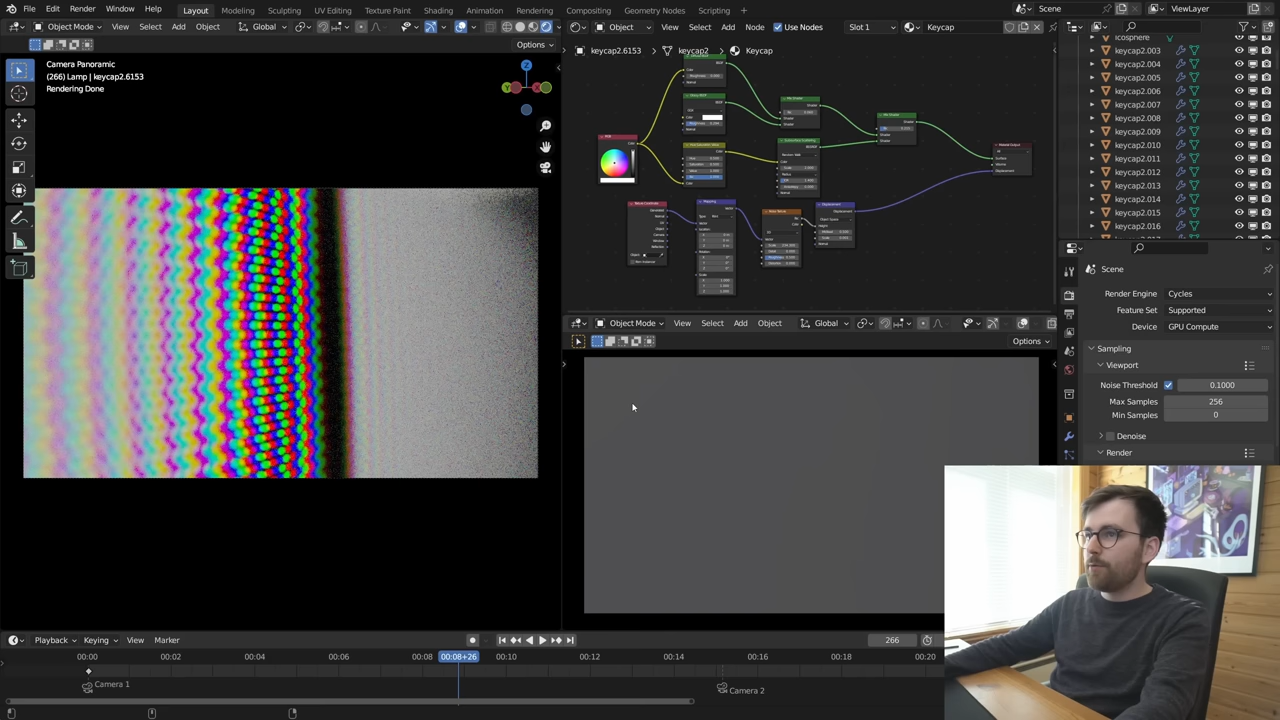 File Edit Render Window Help Layout Modeling Sculpting UV Editing Texture Paint Shading Animation Rendering Compositing Geometry Nodes Scripting + Scene ViewLayer
Object Mode View Select Add Object Global
Object View Select Add Node Use Nodes Slot 1 Keycap
Options
keycap2.6153 keycap2 Keycap
Camera Panoramic
(266) Lamp | keycap2.6153
Rendering Done
Z
Y
X
icosphere
keycap2.003
keycap2.004
keycap2.005
keycap2.006
keycap2.007
keycap2.011
keycap2.012
keycap2.013
keycap2.014
keycap2.015
keycap2.016
Object Mode View Select Add Object Global
Options
Scene
Render Engine Cycles
Feature Set Supported
Device GPU Compute
Sampling
Viewport
Noise Threshold 0.1000
Max Samples 256
Min Samples 0
Denoise
Render
Playback Keying View Marker 266
00:00 00:02 00:04 00:06 00:08 00:08+26 00:10 00:12 00:14 00:16 00:18 00:20
Camera 1
Camera 2